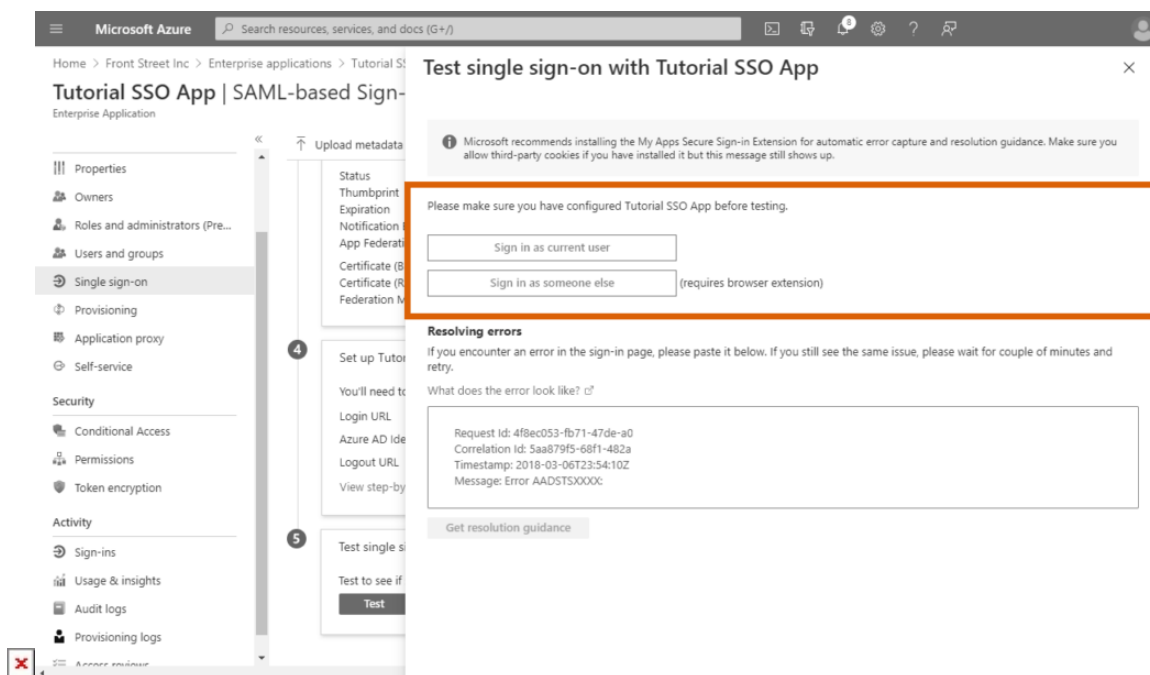 Microsoft Azure
Search resources, services, and docs (G+/)
8
Home > Front Street Inc > Enterprise applications > Tutorial S
Tutorial SSO App | SAML-based Sign-
Enterprise Application
Properties
Owners
Roles and administrators (Pre...
Users and groups
Single sign-on
Provisioning
Application proxy
Self-service
Security
Conditional Access
Permissions
Token encryption
Activity
Sign-ins
Usage & insights
Audit logs
Provisioning logs
Access reviews
Upload metadata
Status
Thumbprint
Expiration
Notification
App Federati
Certificate (B
Certificate (R
Federation M
4
Set up Tutor
You'll need to
Login URL
Azure AD Ide
Logout URL
View step-by
5
Test single si
Test to see if
Test
Test single sign-on with Tutorial SSO App
Microsoft recommends installing the My Apps Secure Sign-in Extension for automatic error capture and resolution guidance. Make sure you
allow third-party cookies if you have installed it but this message still shows up.
Please make sure you have configured Tutorial SSO App before testing.
Sign in as current user
Sign in as someone else (requires browser extension)
Resolving errors
If you encounter an error in the sign-in page, please paste it below. If you still see the same issue, please wait for couple of minutes and
retry.
What does the error look like?
Request Id: 4f8ec053-fb71-47de-a0
Correlation Id: 5aa879f5-68f1-482a
Timestamp: 2018-03-06T23:54:10Z
Message: Error AADSTSXXXX:
Get resolution guidance